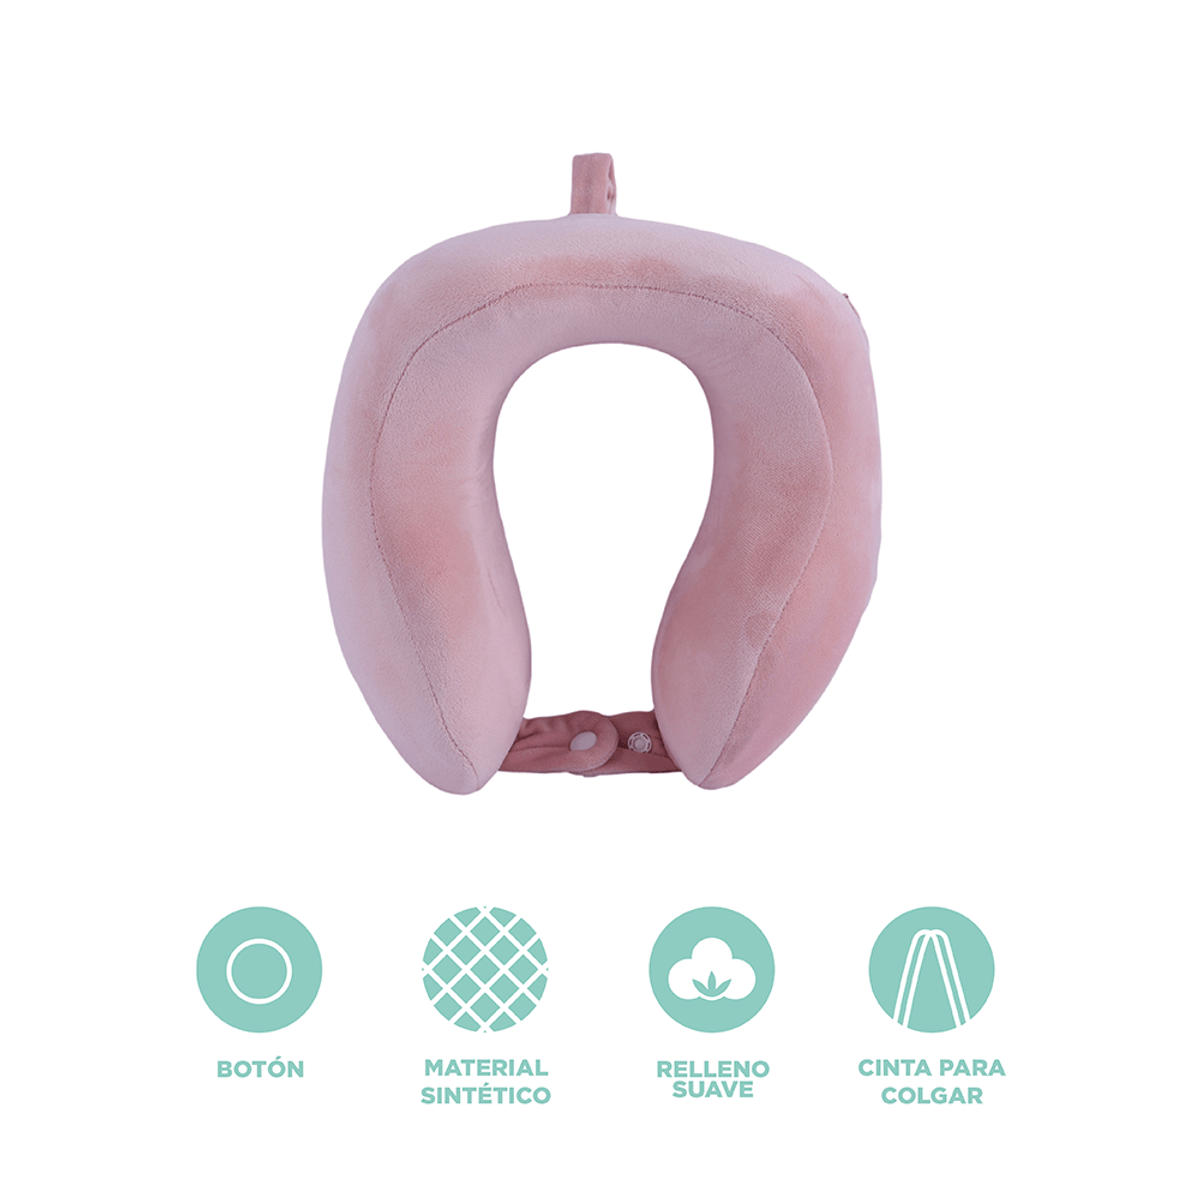 BOTÓN
MATERIAL
SINTÉTICO
RELLENO
SUAVE
CINTA PARA
COLGAR